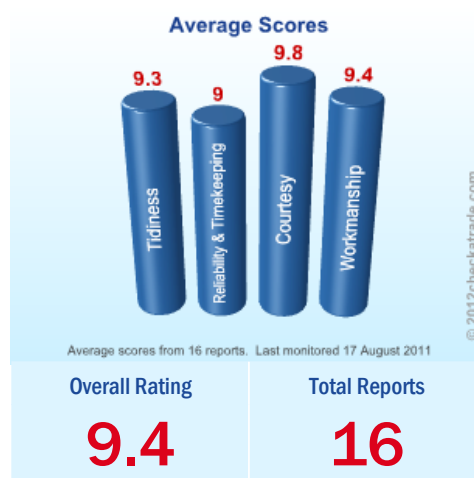 Average Scores
9.3
9
9.8
9.4
Tidiness
Reliability & Timekeeping
Courtesy
Workmanship
© 2012checkatrade.com
Average scores from 16 reports. Last monitored 17 August 2011
Overall Rating
Total Reports
9.4
16